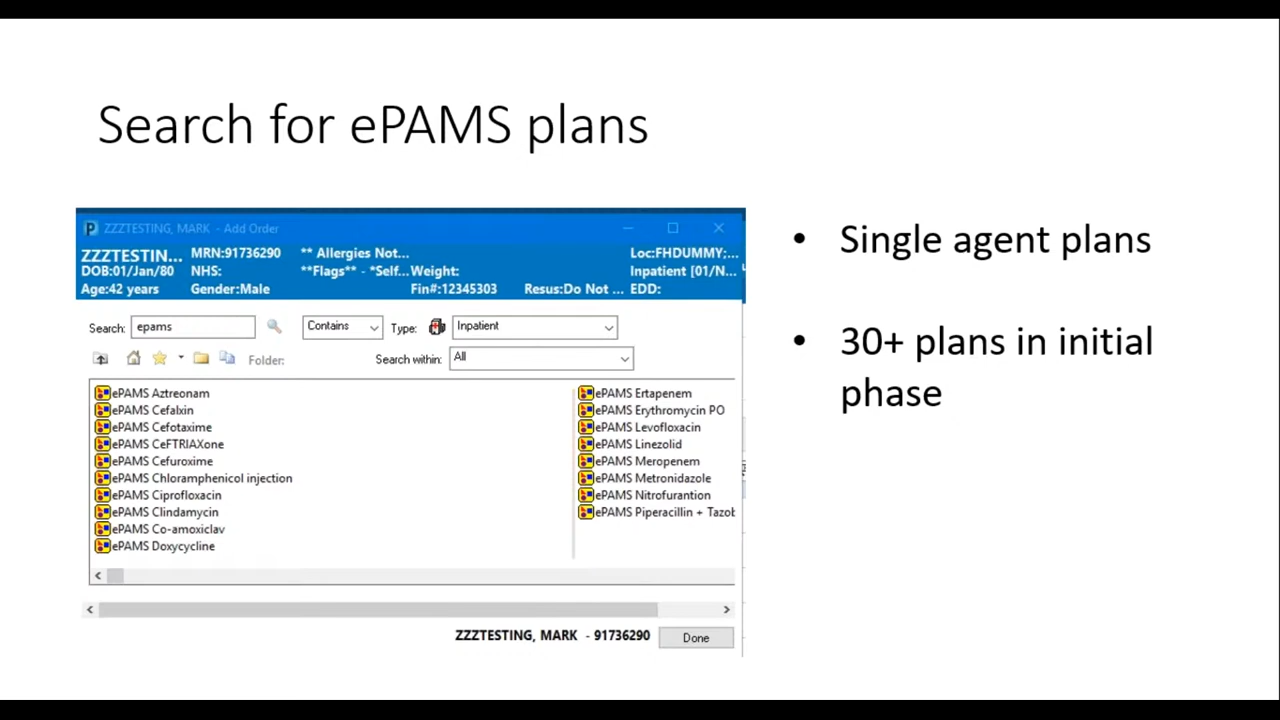 Search for ePAMS plans
ZZZTESTING, MARK - Add Order
ZZZTESTIN... MRN:91736290 ** Allergies Not... Loc:FHDUMMY;...
DOB:01/Jan/80 NHS: **Flags** - *Self... Weight: Inpatient [01/N...
Age:42 years Gender:Male Fin#:12345303 Resus:Do Not ... EDD:
Search: epams Contains Type: Inpatient
Folder: Search within: All
ePAMS Aztreonam
ePAMS Cefalxin
ePAMS Cefotaxime
ePAMS CeFTRIAXone
ePAMS Cefuroxime
ePAMS Chloramphenicol injection
ePAMS Ciprofloxacin
ePAMS Clindamycin
ePAMS Co-amoxiclav
ePAMS Doxycycline
ePAMS Ertapenem
ePAMS Erythromycin PO
ePAMS Levofloxacin
ePAMS Linezolid
ePAMS Meropenem
ePAMS Metronidazole
ePAMS Nitrofurantion
ePAMS Piperacillin + Tazob
ZZZTESTING, MARK - 91736290 Done
• Single agent plans
• 30+ plans in initial
phase